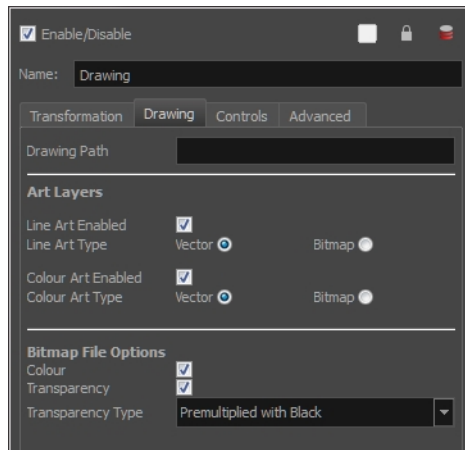 Enable/Disable
Name: Drawing
Transformation Drawing Controls Advanced
Drawing Path
Art Layers
Line Art Enabled
Line Art Type Vector Bitmap
Colour Art Enabled
Colour Art Type Vector Bitmap
Bitmap File Options
Colour
Transparency
Transparency Type Premultiplied with Black